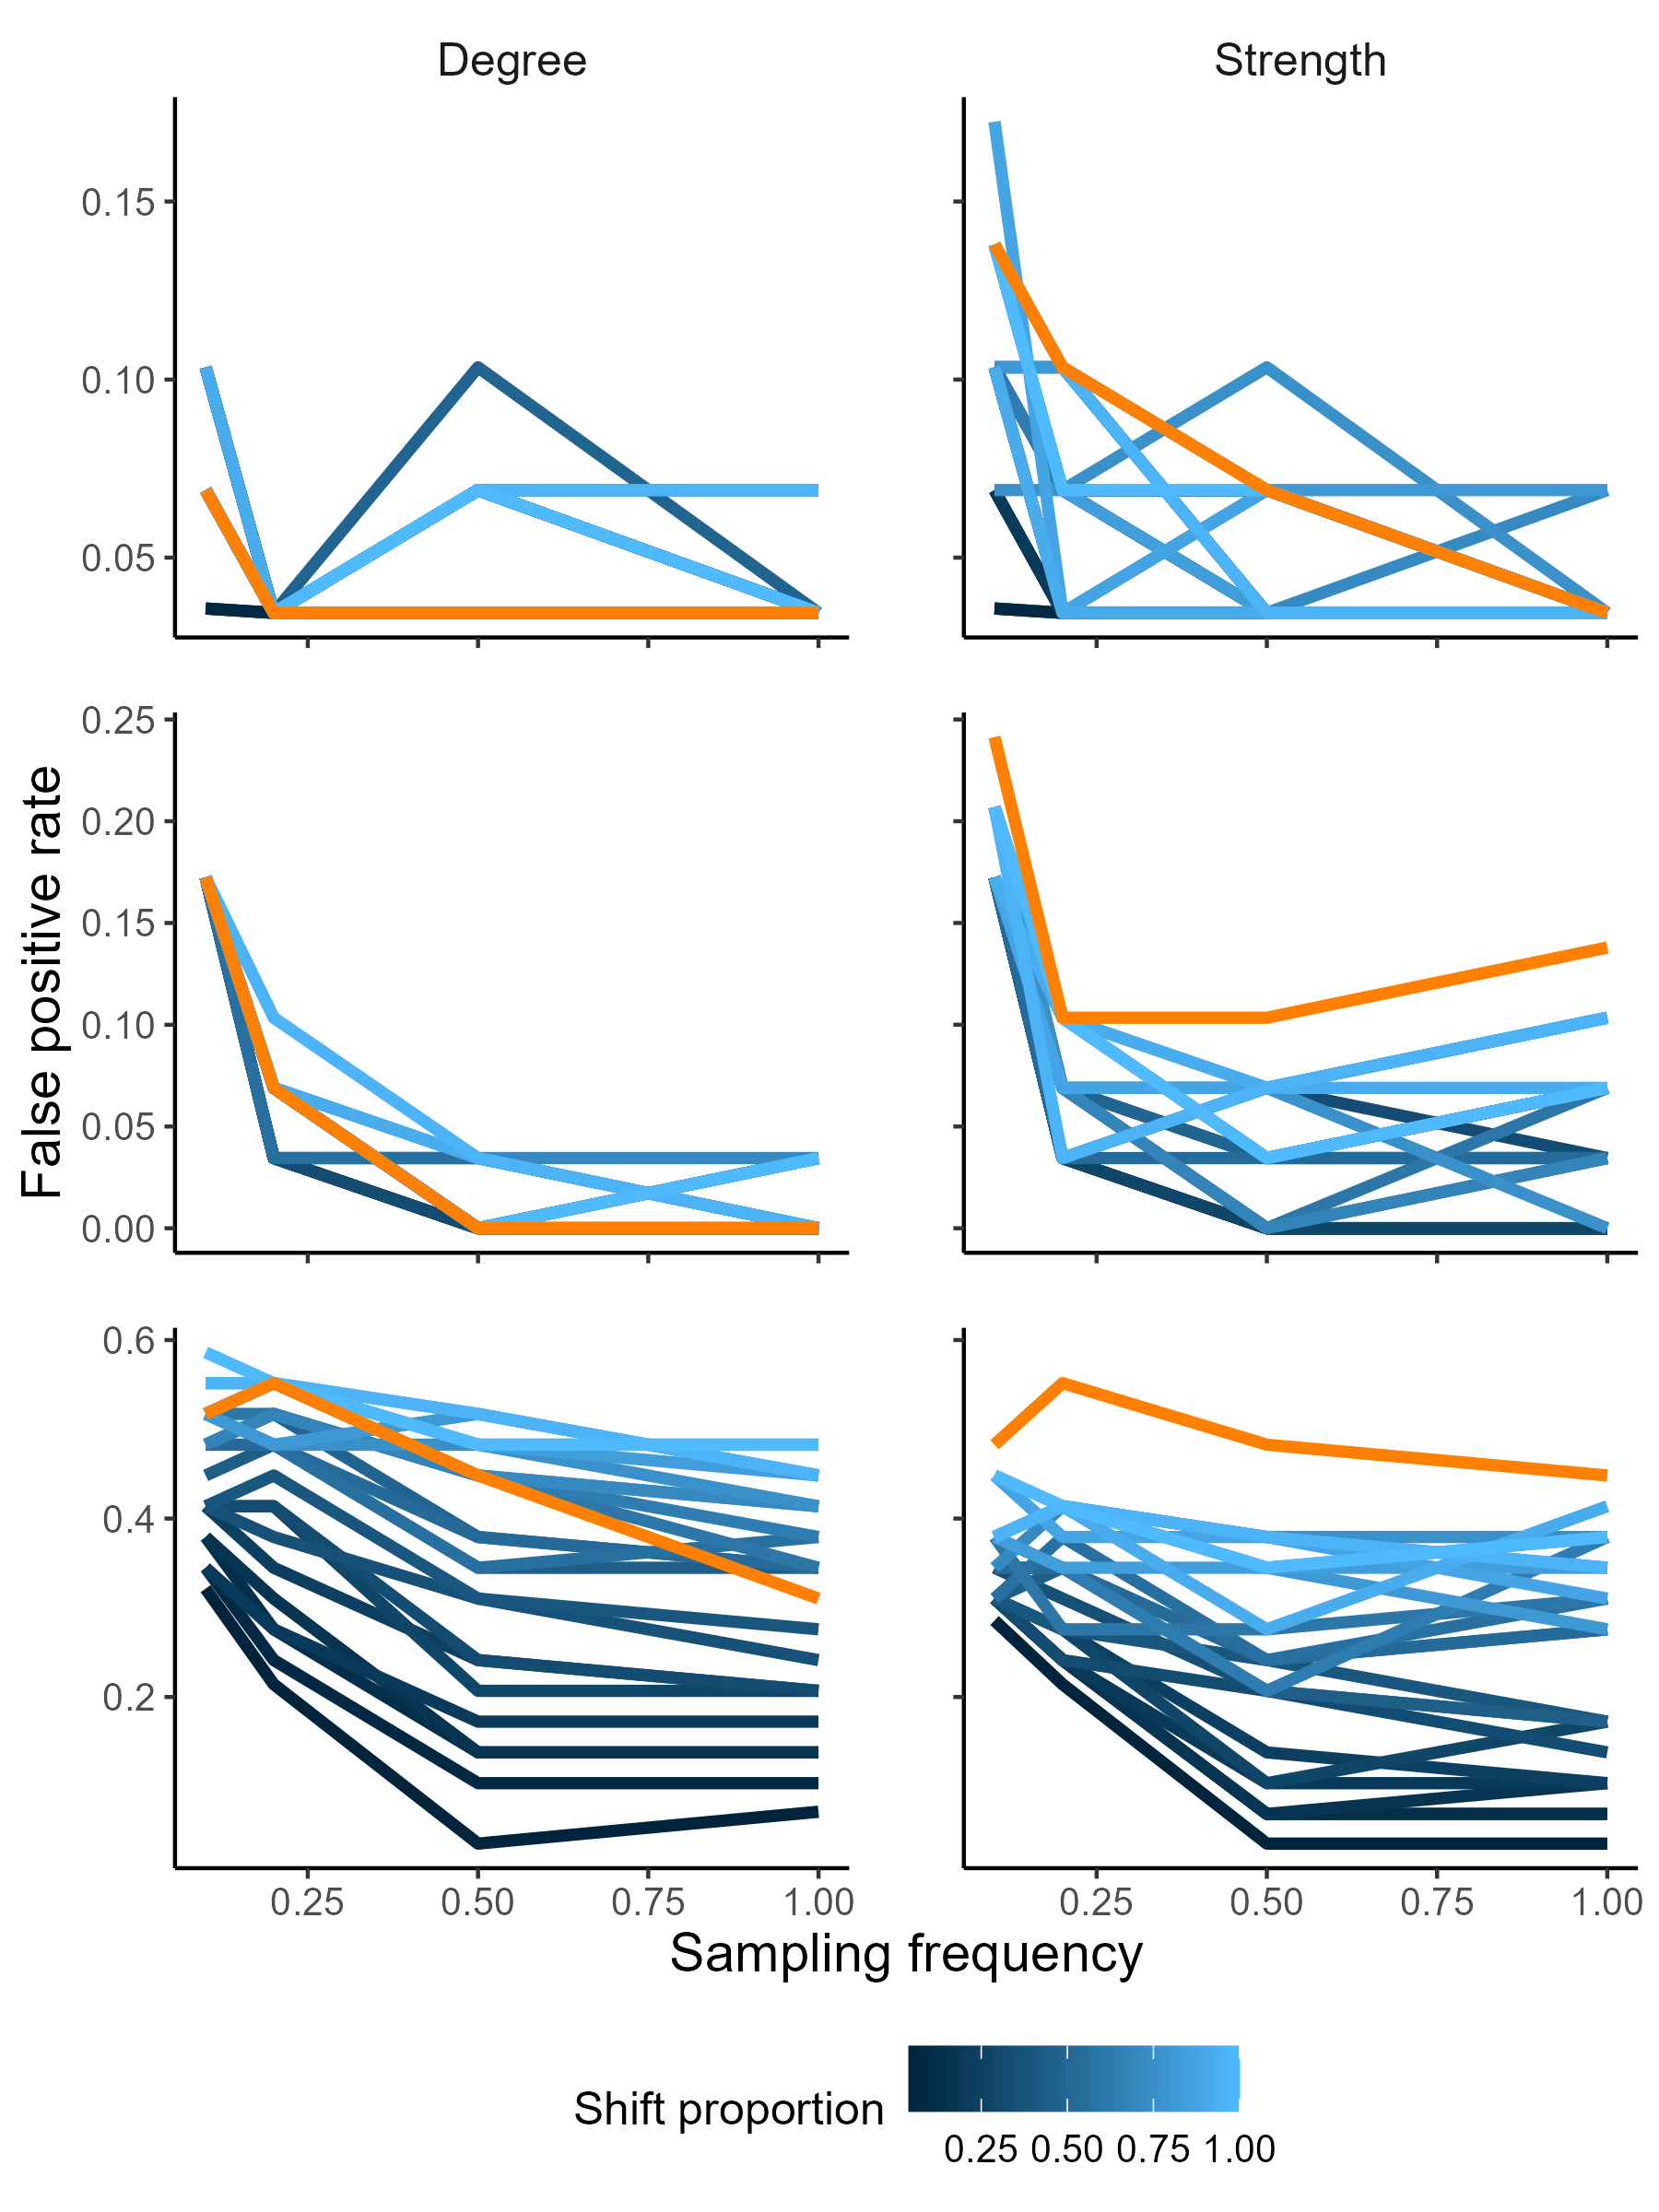 Degree Strength
0.15
0.10
0.05
0.25
0.20
0.15
0.10
0.05
0.00
False positive rate
0.6
0.4
0.2
0.25 0.50 0.75 1.00 0.25 0.50 0.75 1.00
Sampling frequency
Shift proportion
0.25 0.50 0.75 1.00